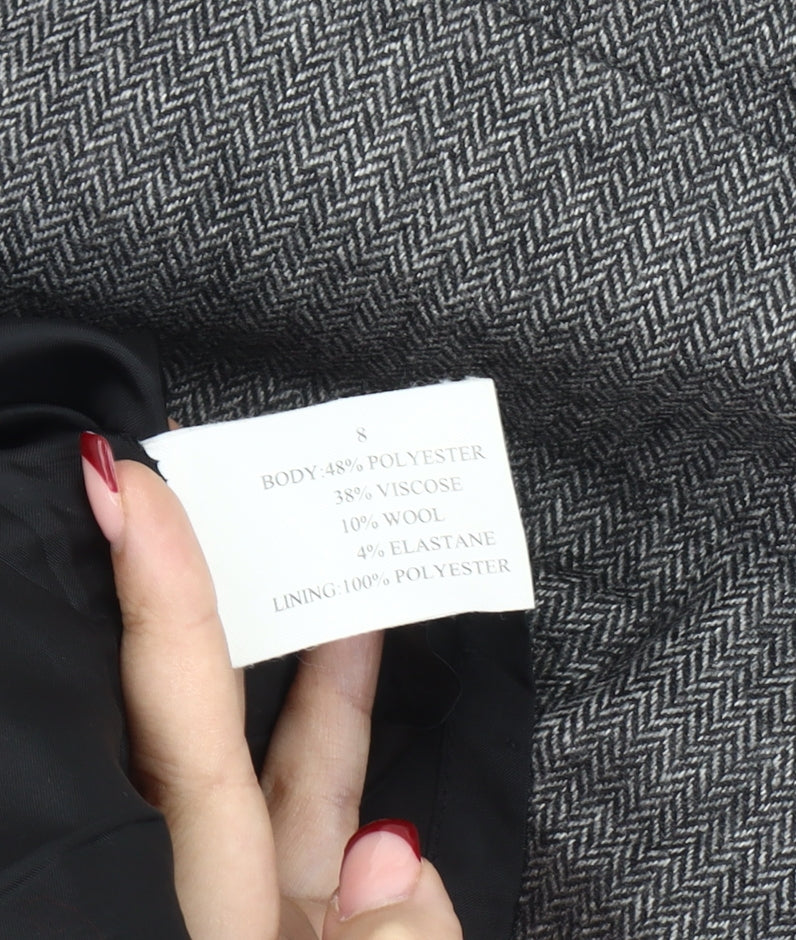 8
BODY:48% POLYESTER
38% VISCOSE
10% WOOL
4% ELASTANE
LINING:100% POLYESTER